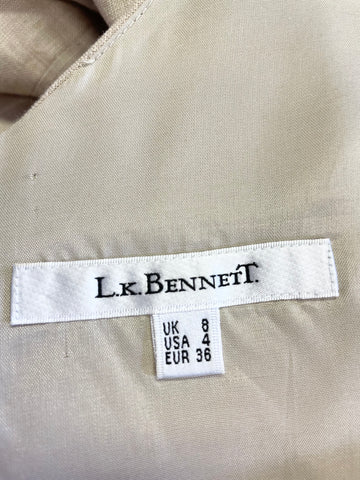 L.K.BENNETT.
UK 8
USA 4
EUR 36